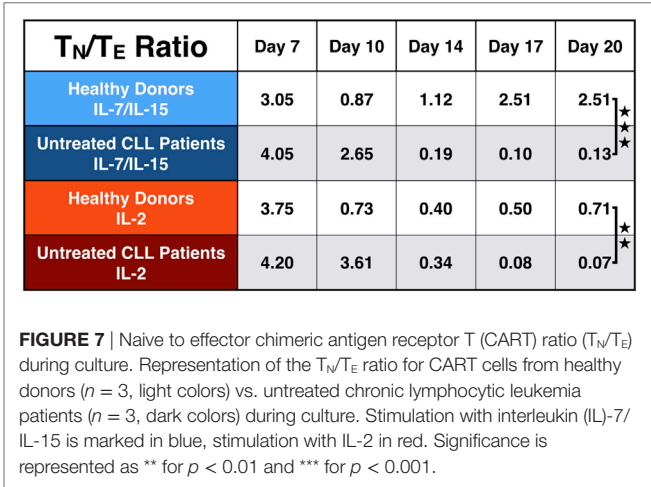 TN/TE Ratio Day 7 Day 10 Day 14 Day 17 Day 20
Healthy Donors
IL-7/IL-15 3.05 0.87 1.12 2.51 2.51
★★★
Untreated CLL Patients
IL-7/IL-15 4.05 2.65 0.19 0.10 0.13
Healthy Donors
IL-2 3.75 0.73 0.40 0.50 0.71
★★
Untreated CLL Patients
IL-2 4.20 3.61 0.34 0.08 0.07
FIGURE 7 | Naive to effector chimeric antigen receptor T (CART) ratio (TN/TE)
during culture. Representation of the TN/TE ratio for CART cells from healthy
donors (n = 3, light colors) vs. untreated chronic lymphocytic leukemia
patients (n = 3, dark colors) during culture. Stimulation with interleukin (IL)-7/
IL-15 is marked in blue, stimulation with IL-2 in red. Significance is
represented as ** for p < 0.01 and *** for p < 0.001.